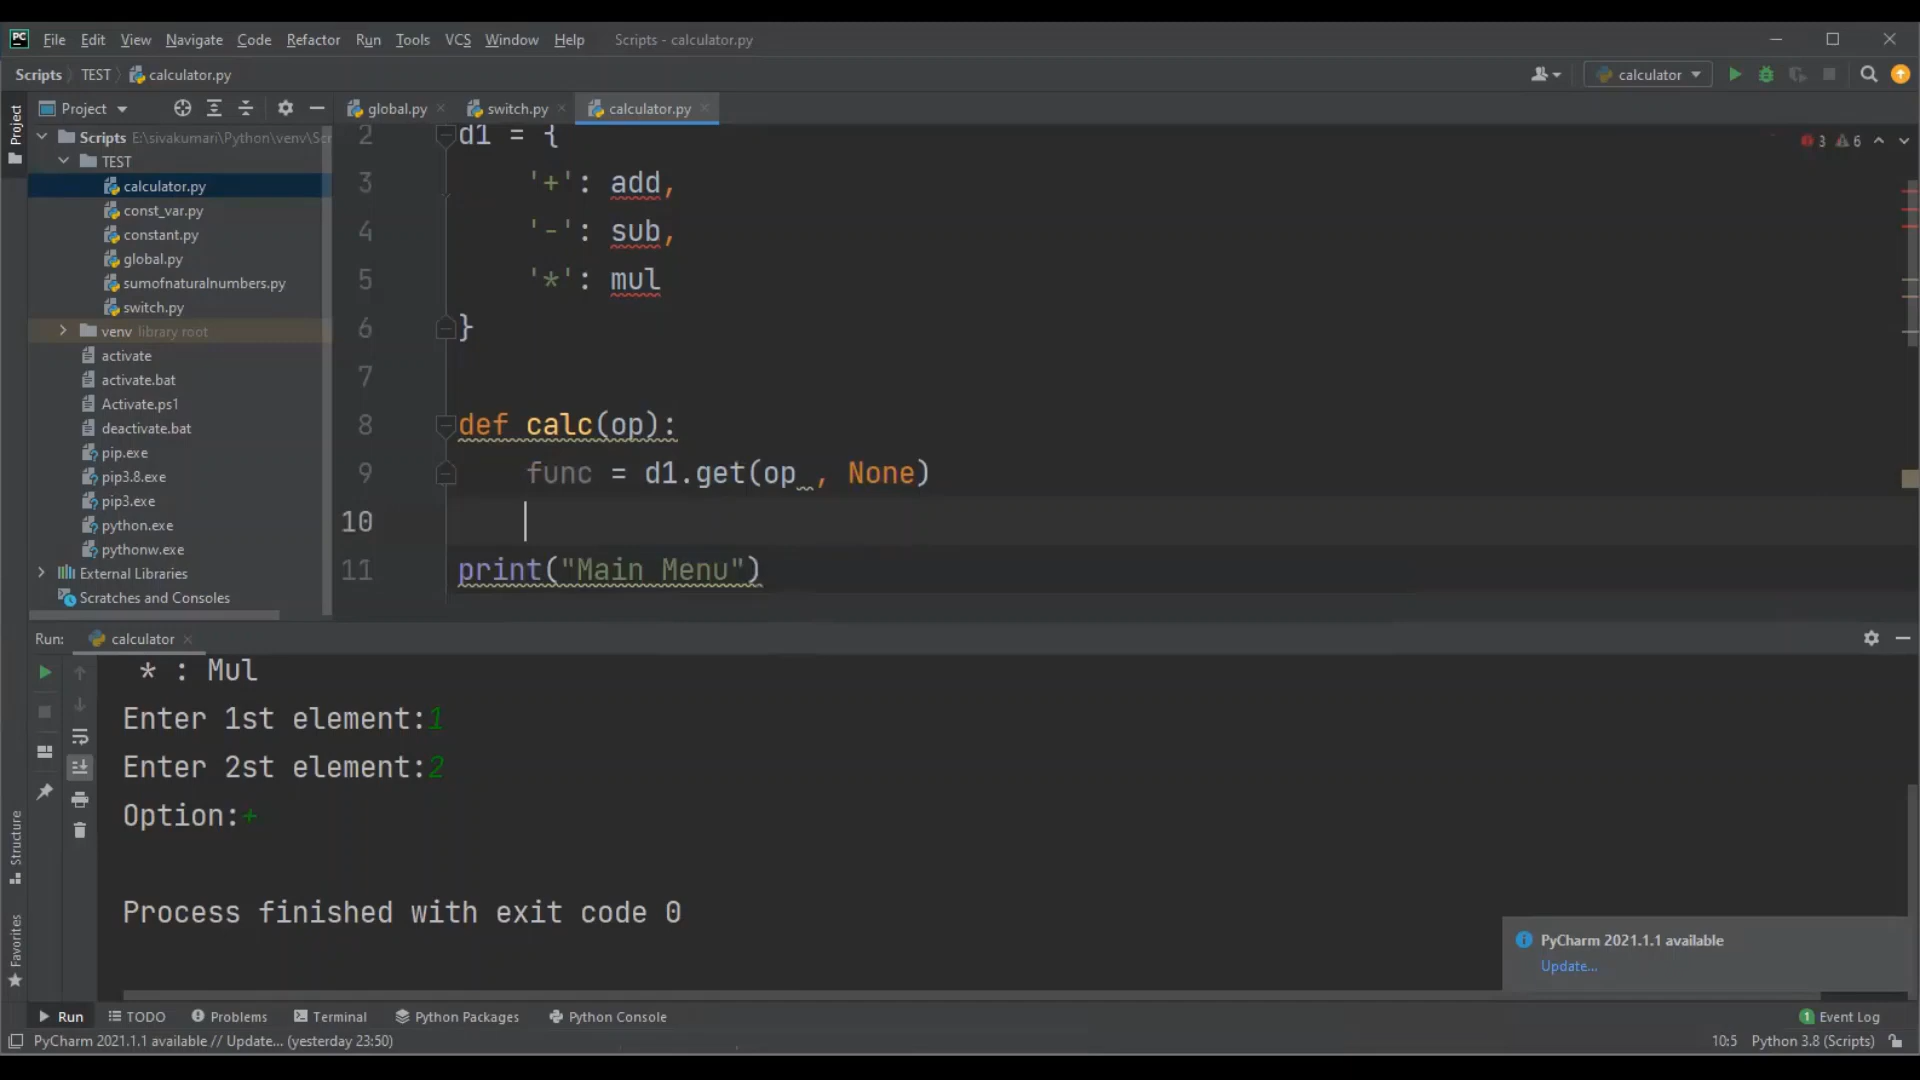 PC File Edit View Navigate Code Refactor Run Tools VCS Window Help Scripts - calculator.py
Scripts TEST calculator.py calculator
Project global.py switch.py calculator.py
Project
Scripts E:\sivakumari\Python\venv\Scr
TEST
calculator.py
const_var.py
constant.py
global.py
sumofnaturalnumbers.py
switch.py
venv library root
activate
activate.bat
Activate.ps1
deactivate.bat
pip.exe
pip3.8.exe
pip3.exe
python.exe
pythonw.exe
External Libraries
Scratches and Consoles
3 6
2 d1 = {
3 '+': add,
4 '-': sub,
5 '*': mul
6 }
7
8 def calc(op):
9 func = d1.get(op , None)
10
11 print("Main Menu")
Run: calculator
* : Mul
Enter 1st element:1
Enter 2st element:2
Option:+
Process finished with exit code 0
Structure
Favorites
PyCharm 2021.1.1 available
Update...
Run TODO Problems Terminal Python Packages Python Console 1 Event Log
PyCharm 2021.1.1 available // Update... (yesterday 23:50) 10:5 Python 3.8 (Scripts)